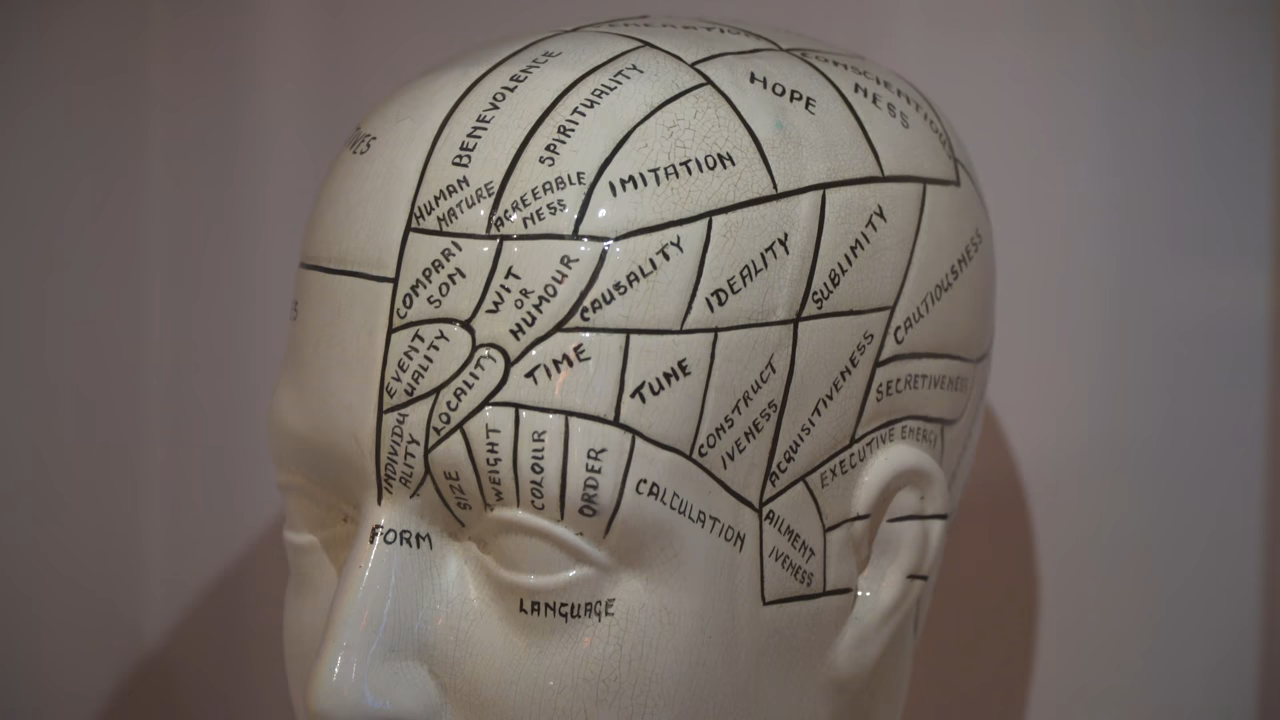 BENEVOLENCE
SPIRITUALITY
HOPE
CONSCIENTIOUS
NESS
IMITATION
HUMAN
NATURE
AGREEABLE
NESS
COMPARI
SON
WIT
OR
HUMOUR
CAUSALITY
IDEALITY
SUBLIMITY
CAUTIOUSNESS
EVENT
UALITY
LOCALITY
TIME
TUNE
CONSTRUCT
IVENESS
ACQUISITIVENESS
SECRETIVENESS
EXECUTIVE ENERGY
INDIVIDU
ALITY
SIZE
WEIGHT
COLOUR
ORDER
CALCULATION
AILMENT
IVENESS
FORM
LANGUAGE